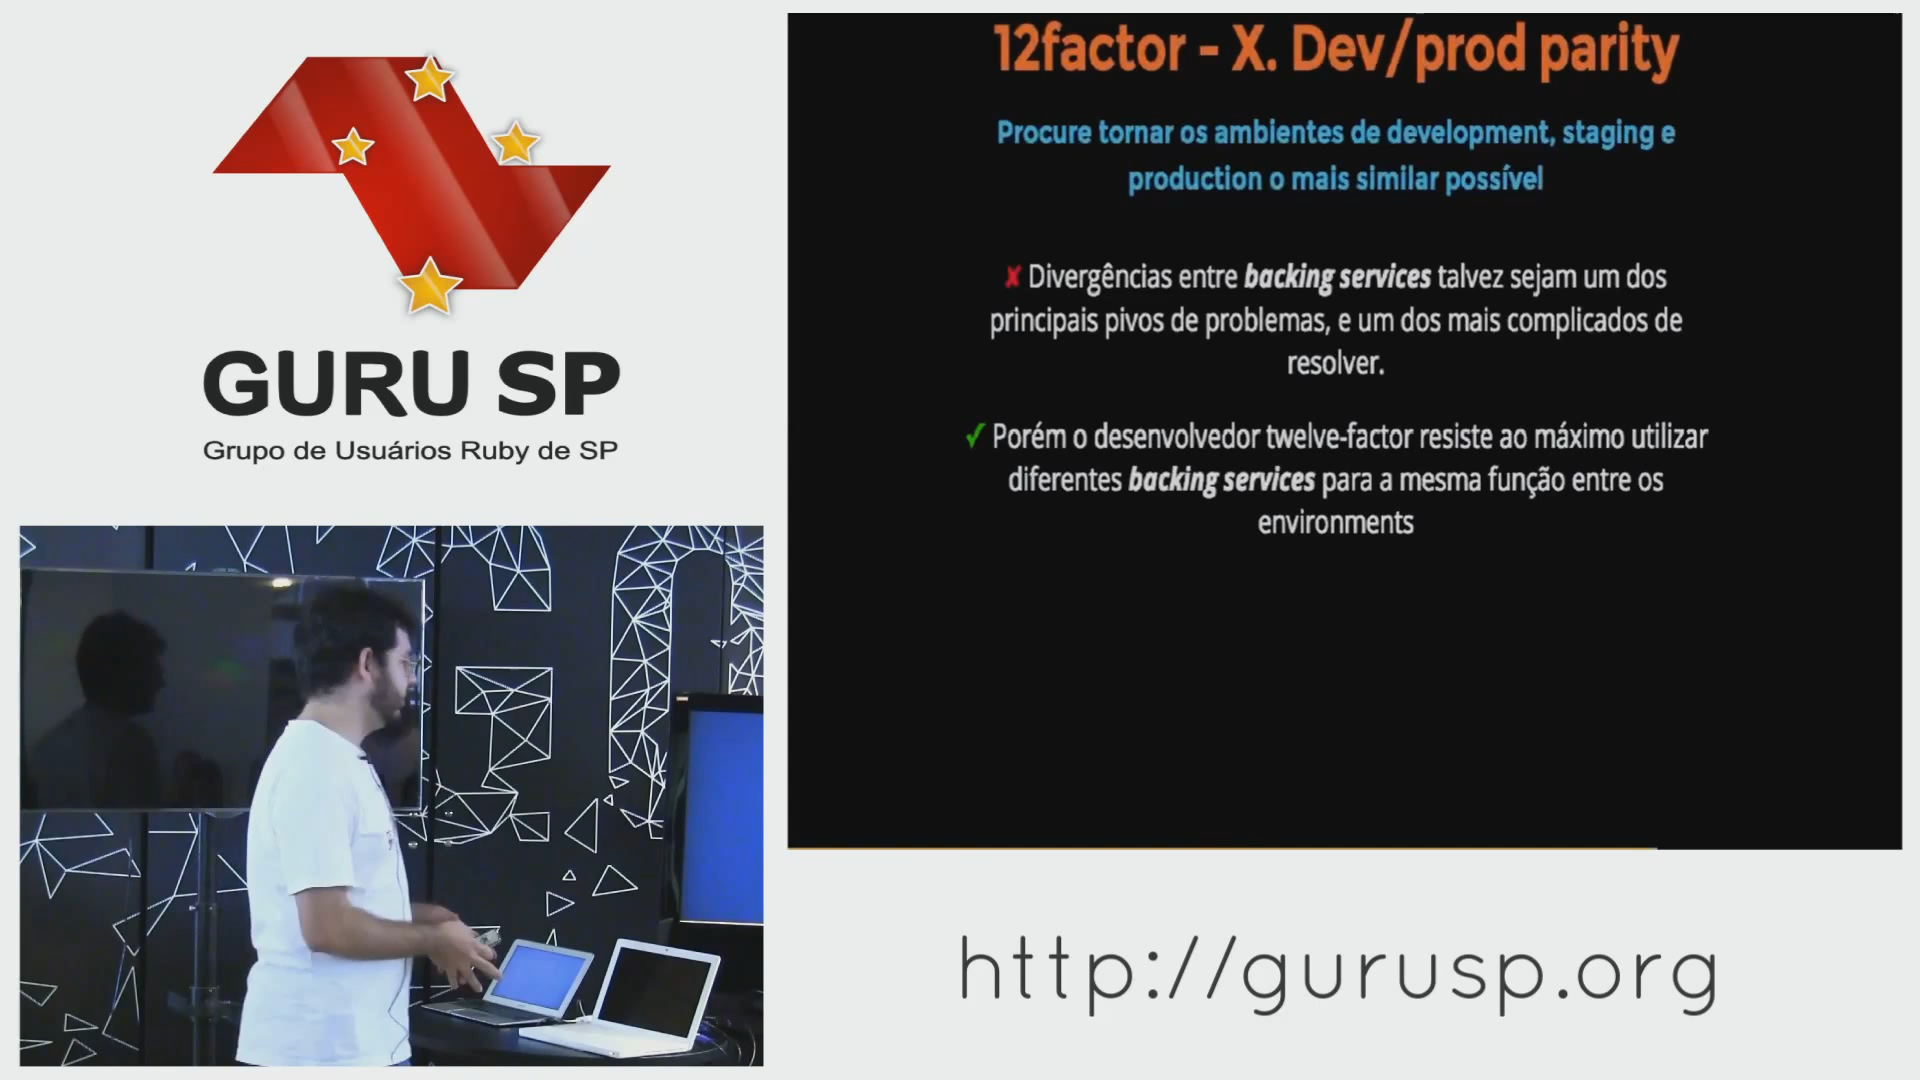 GURU SP
Grupo de Usuários Ruby de SP
12factor - X. Dev/prod parity
Procure tornar os ambientes de development, staging e
production o mais similar possível
✘ Divergências entre backing services talvez sejam um dos
principais pivos de problemas, e um dos mais complicados de
resolver.
✓ Porém o desenvolvedor twelve-factor resiste ao máximo utilizar
diferentes backing services para a mesma função entre os
environments
http://gurusp.org